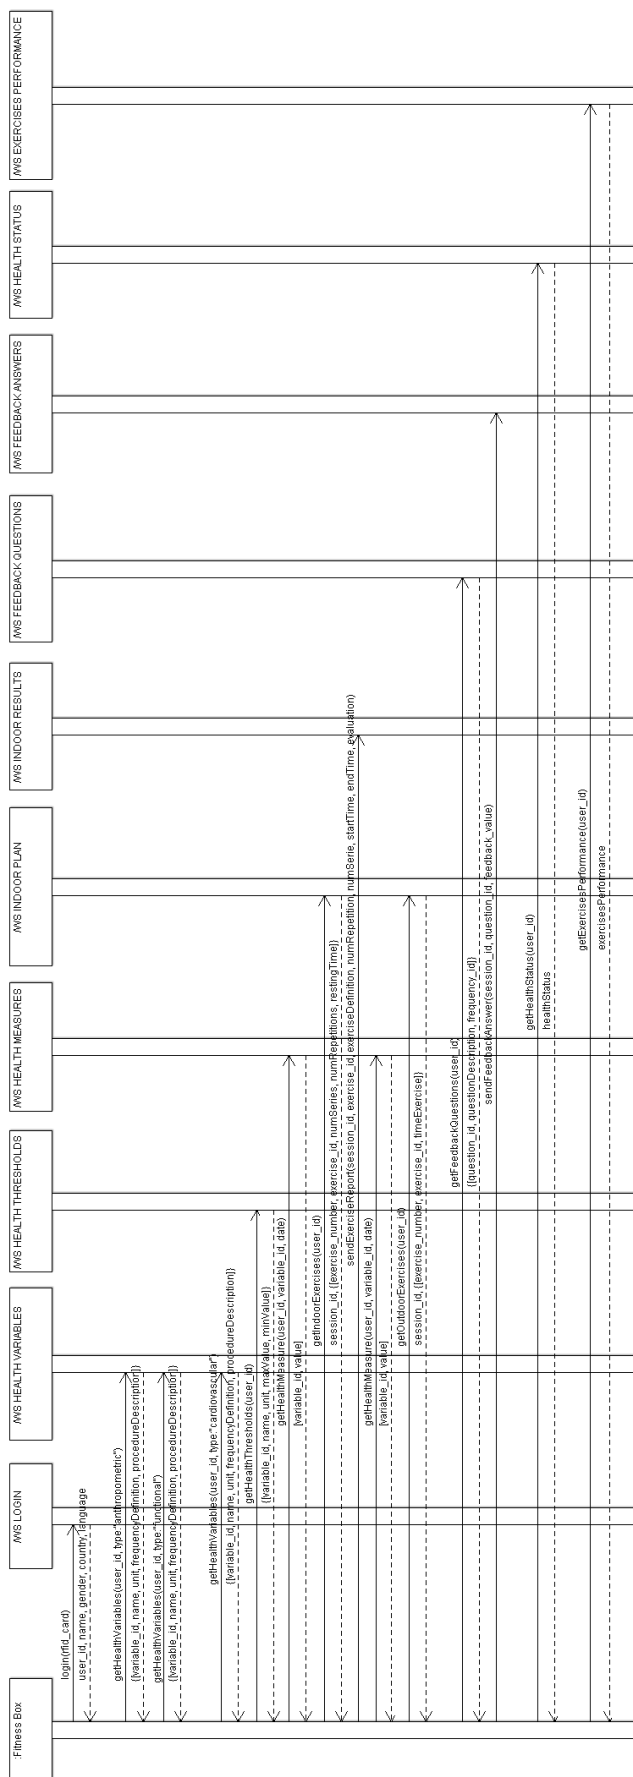 :Fitness Box
/WS LOGIN
/WS HEALTH VARIABLES
/WS HEALTH THRESHOLDS
/WS HEALTH MEASURES
/WS INDOOR PLAN
/WS INDOOR RESULTS
/WS FEEDBACK QUESTIONS
/WS FEEDBACK ANSWERS
/WS HEALTH STATUS
/WS EXERCISES PERFORMANCE
login(rfid_card)
user_id, name, gender, country, language
getHealthVariables(user_id, type:"anthropometric")
{[variable_id, name, unit, frequencyDefinition, procedureDescription]}
getHealthVariables(user_id, type:"functional")
{[variable_id, name, unit, frequencyDefinition, procedureDescription]}
getHealthVariables(user_id, type:"cardiovascular")
{[variable_id, name, unit, frequencyDefinition, procedureDescription]}
getHealthThresholds(user_id)
{[variable_id, name, unit, maxValue, minValue]}
getHealthMeasure(user_id, variable_id, date)
[variable_id, value]
getIndoorExercises(user_id)
session_id, {[exercise_number, exercise_id, numSeries, numRepetitions, restingTime]}
sendExerciseReport(session_id, exercise_id, exerciseDefinition, numRepetition, numSerie, startTime, endTime, evaluation)
getHealthMeasure(user_id, variable_id, date)
[variable_id, value]
getOutdoorExercises(user_id)
session_id, {[exercise_number, exercise_id, timeExercise]}
getFeedbackQuestions(user_id)
{[question_id, questionDescription, frequency_id]}
sendFeedbackAnswer(session_id, question_id, feedback_value)
getHealthStatus(user_id)
healthStatus
getExercisesPerformance(user_id)
exercisesPerformance